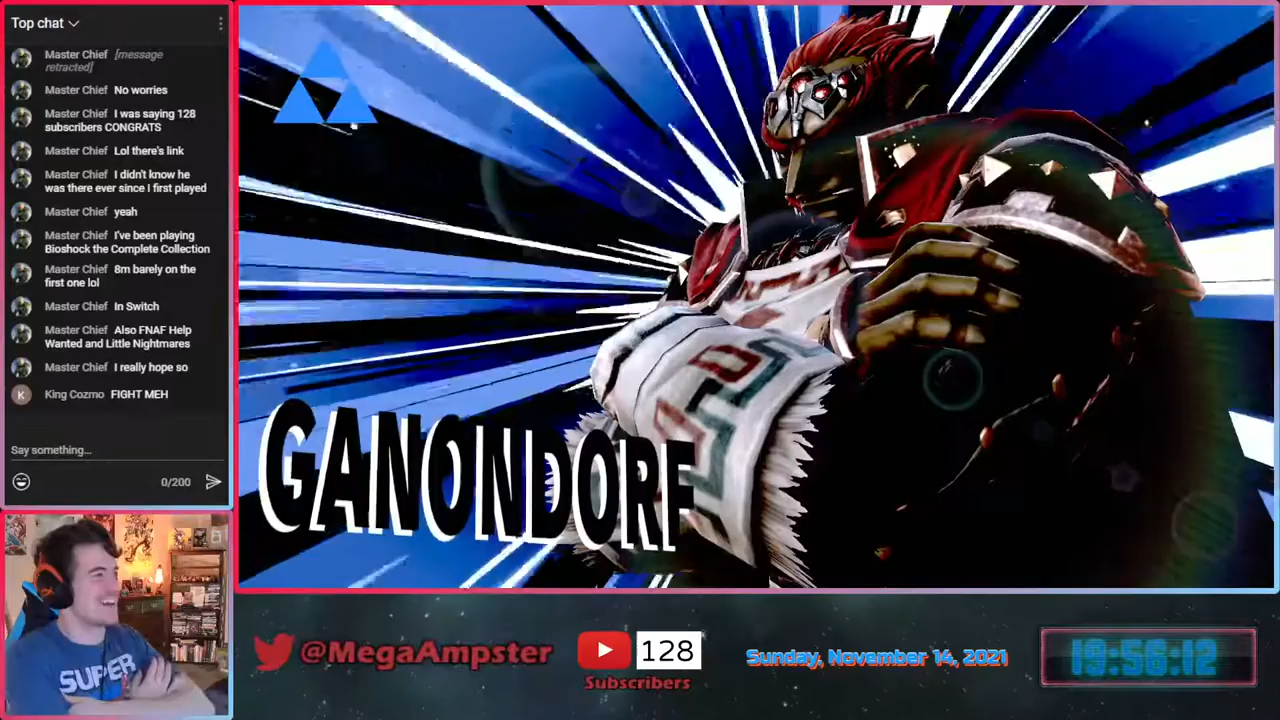 Top chat
Master Chief [message
retracted]
Master Chief No worries
Master Chief I was saying 128
subscribers CONGRATS
Master Chief Lol there's link
Master Chief I didn't know he
was there ever since I first played
Master Chief yeah
Master Chief I've been playing
Bioshock the Complete Collection
Master Chief 8m barely on the
first one lol
Master Chief In Switch
Master Chief Also FNAF Help
Wanted and Little Nightmares
Master Chief I really hope so
K King Cozmo FIGHT MEH
Say something...
0/200
GANONDORF
SUPER
@MegaAmpster
128
Subscribers
Sunday, November 14, 2021
19:56:12